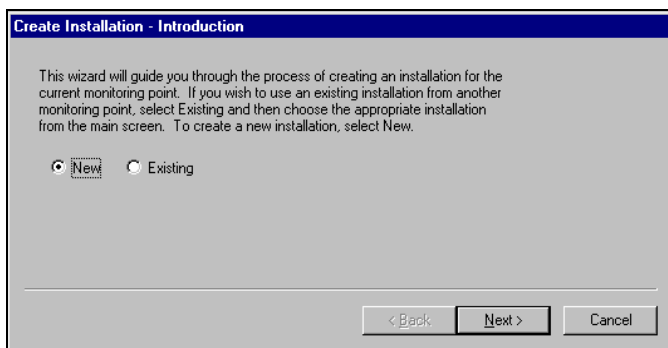 Create Installation - Introduction
This wizard will guide you through the process of creating an installation for the
current monitoring point. If you wish to use an existing installation from another
monitoring point, select Existing and then choose the appropriate installation
from the main screen. To create a new installation, select New.
New Existing
< Back Next > Cancel